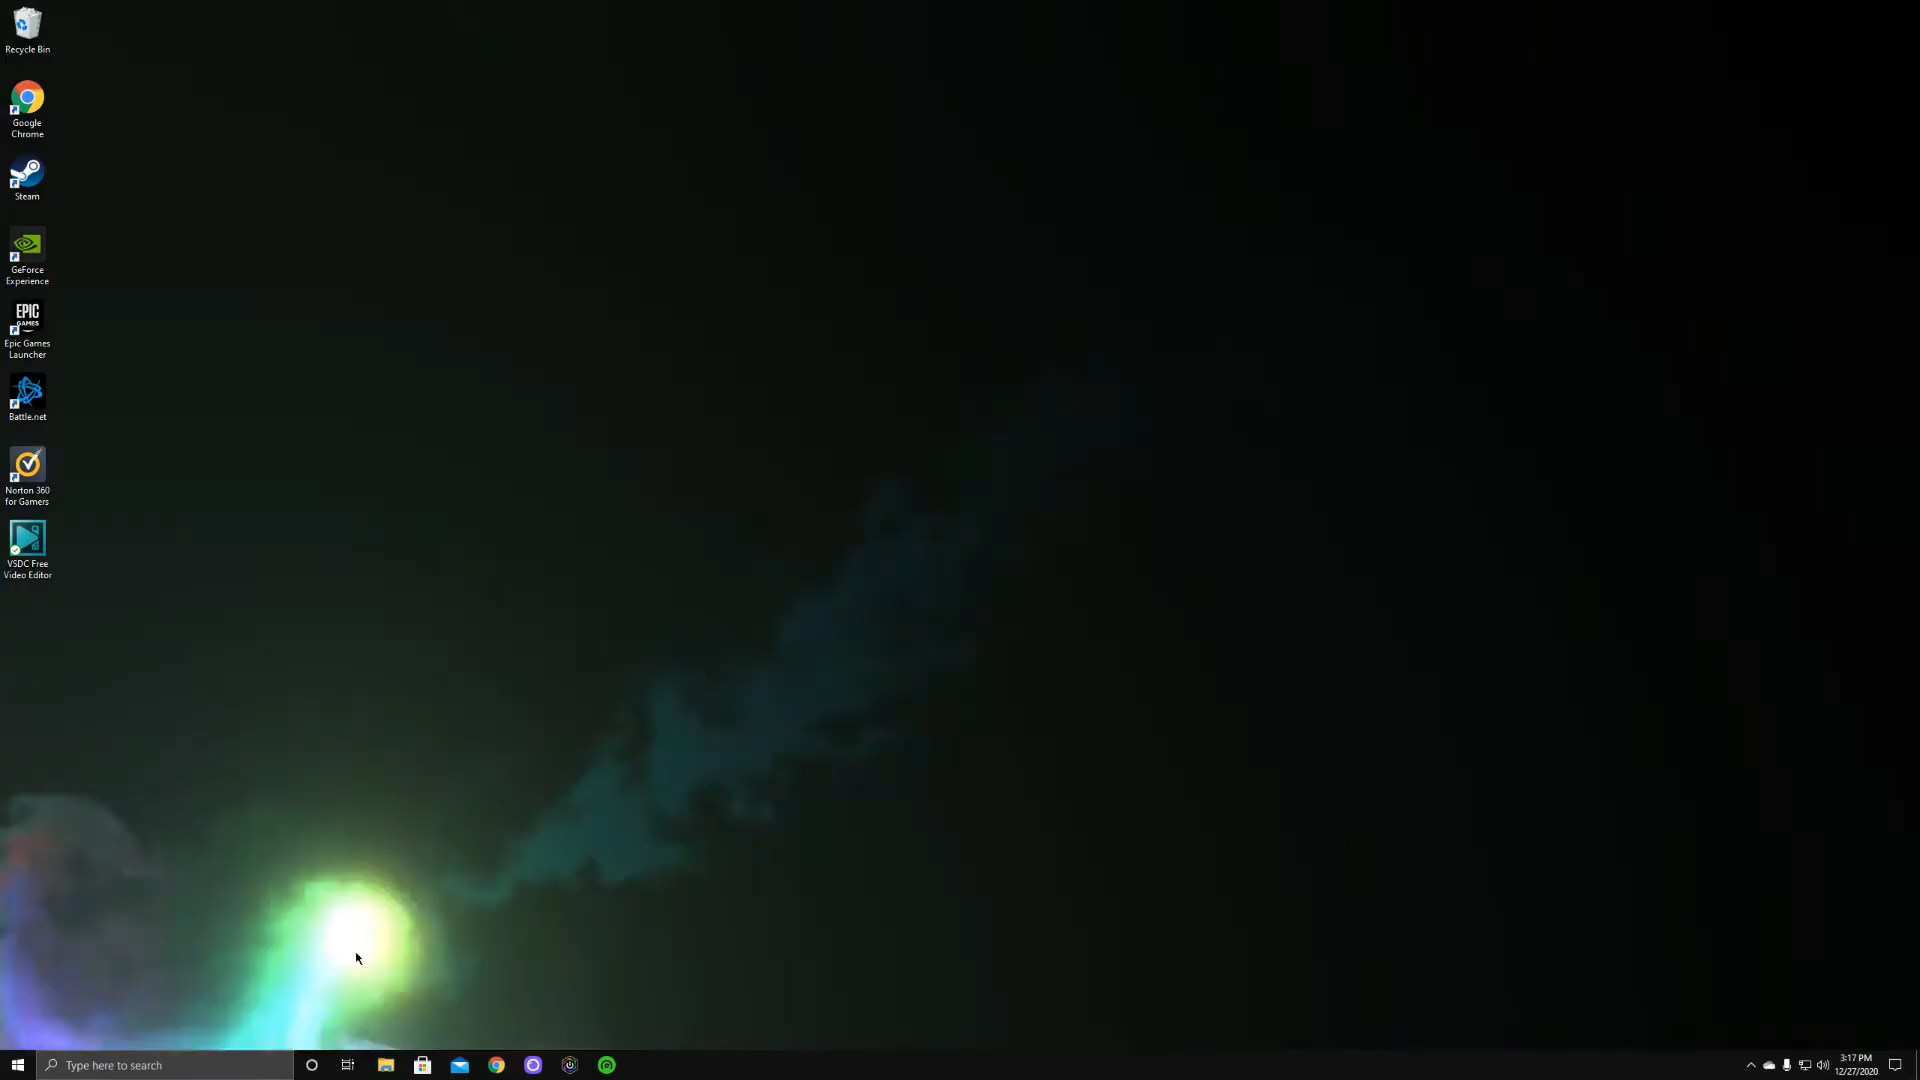 Recycle Bin
Google
Chrome
Steam
GeForce
Experience
EPIC
GAMES
Epic Games
Launcher
Battle.net
Norton 360
for Gamers
VSDC Free
Video Editor
Type here to search
3:17 PM
12/27/2020